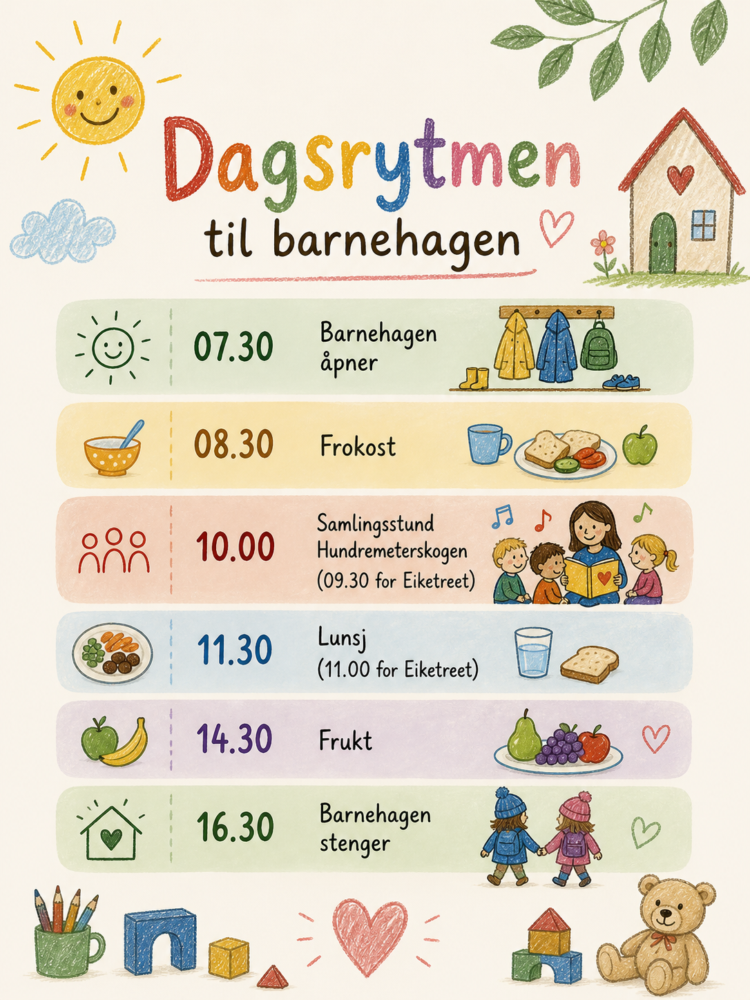 Dagsrytmen
til barnehagen
07.30
Barnehagen
åpner
08.30
Frokost
10.00
Samlingsstund
Hundremeterskogen
(09.30 for Eiketreet)
11.30
Lunsj
(11.00 for Eiketreet)
14.30
Frukt
16.30
Barnehagen
stenger